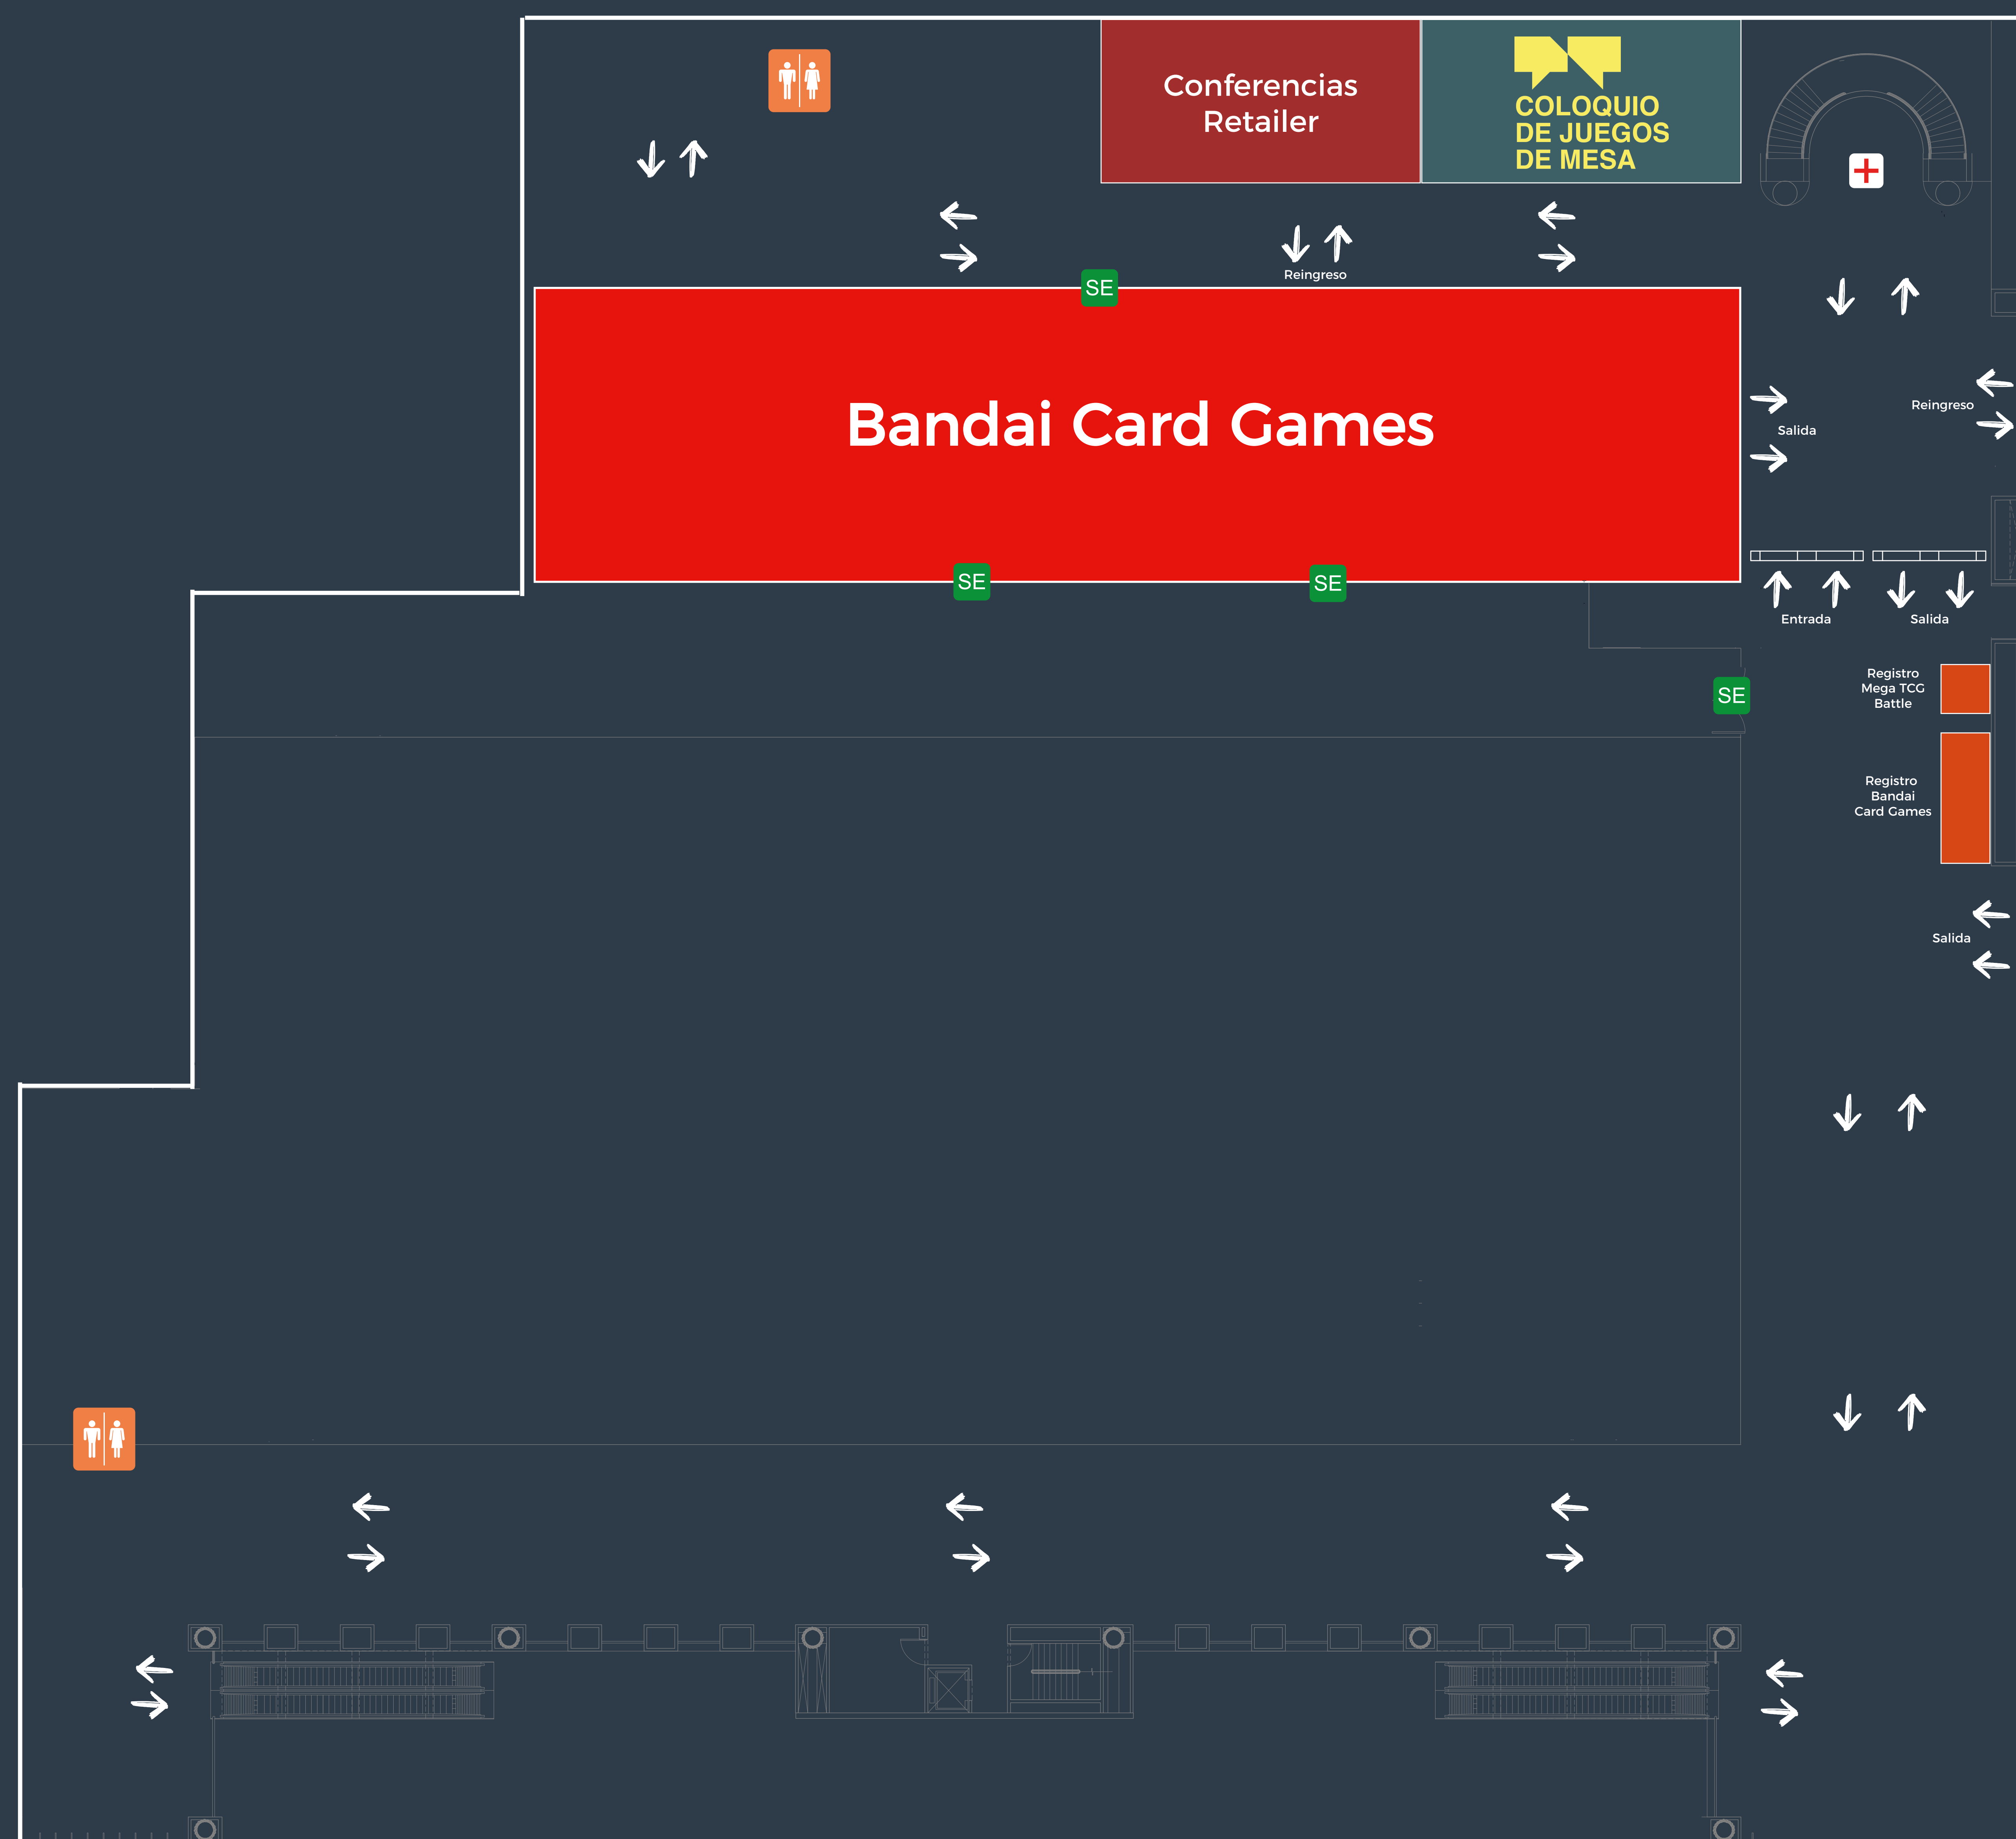 Conferencias
Retailer
COLOQUIO
DE JUEGOS
DE MESA
Reingreso
SE
Bandai Card Games
Salida
Reingreso
SE
SE
Entrada
Salida
Registro
Mega TCG
Battle
SE
Registro
Bandai
Card Games
Salida